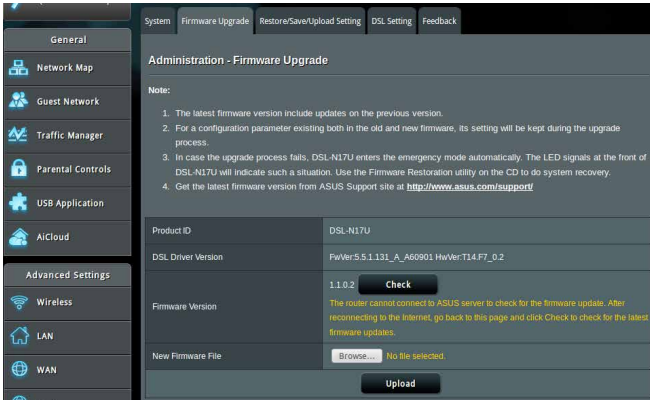 System
Firmware Upgrade
Restore/Save/Upload Setting
DSL Setting
Feedback
General
Network Map
Guest Network
Traffic Manager
Parental Controls
USB Application
AiCloud
Advanced Settings
Wireless
LAN
WAN
Administration - Firmware Upgrade
Note:
1. The latest firmware version include updates on the previous version.
2. For a configuration parameter existing both in the old and new firmware, its setting will be kept during the upgrade
process.
3. In case the upgrade process fails, DSL-N17U enters the emergency mode automatically. The LED signals at the front of
DSL-N17U will indicate such a situation. Use the Firmware Restoration utility on the CD to do system recovery.
4. Get the latest firmware version from ASUS Support site at http://www.asus.com/support/
Product ID
DSL-N17U
DSL Driver Version
FwVer:5.5.1.131_A_A60901 HwVer:T14.F7_0.2
Firmware Version
1.1.0.2 Check
The router cannot connect to ASUS server to check for the firmware update. After
reconnecting to the Internet, go back to this page and click Check to check for the latest
firmware updates.
New Firmware File
Browse... No file selected.
Upload